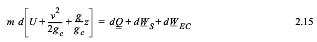 m d[U + v²/2g_c + g/g_c z] = dQ + dW_S + dW_EC 2.15